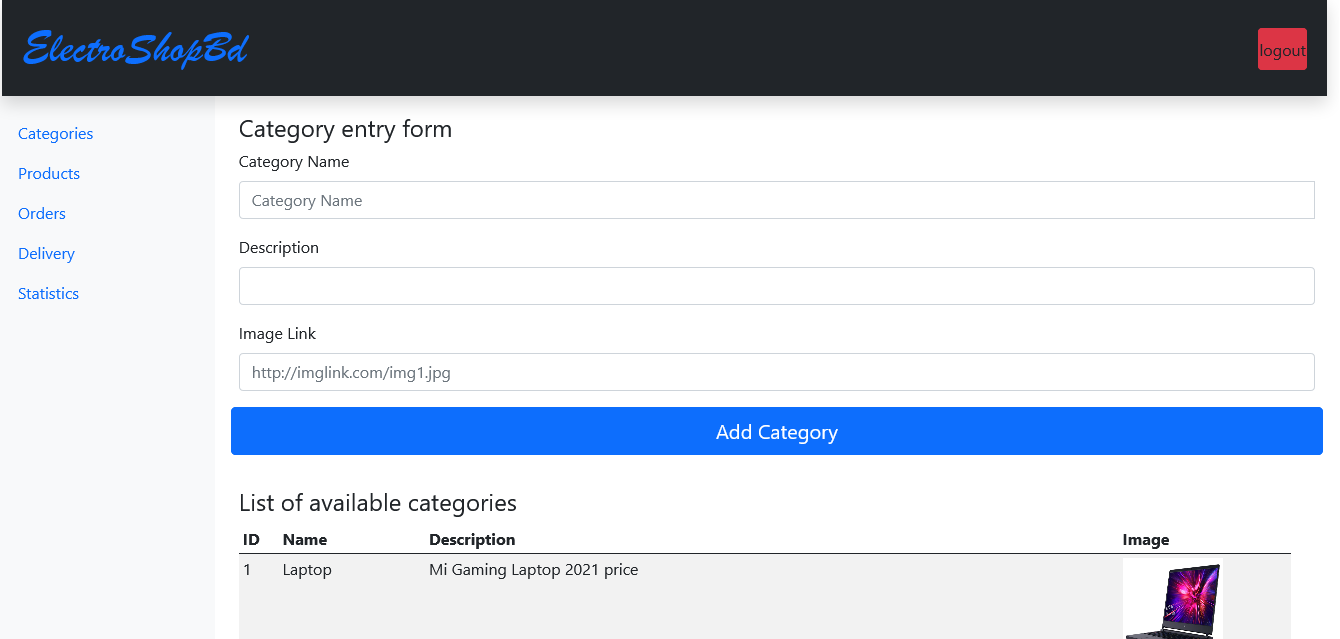 ElectroShopBd
logout
Categories
Products
Orders
Delivery
Statistics
Category entry form
Category Name
Category Name
Description
Image Link
http://imglink.com/img1.jpg
Add Category
List of available categories
ID Name Description Image
1 Laptop Mi Gaming Laptop 2021 price